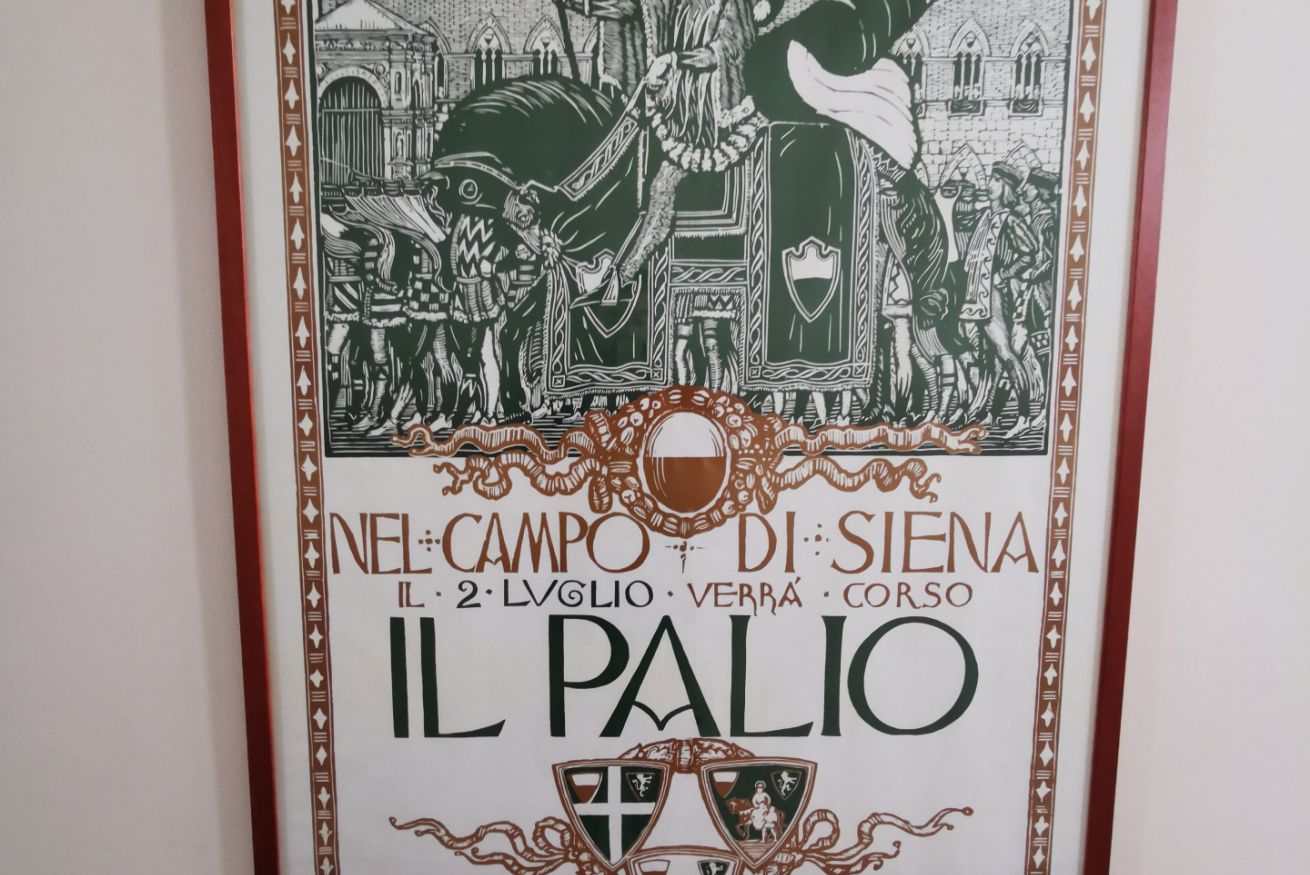 NEL CAMPO DI SIENA
IL · 2 · LVGLIO · VERRÁ · CORSO
IL PALIO